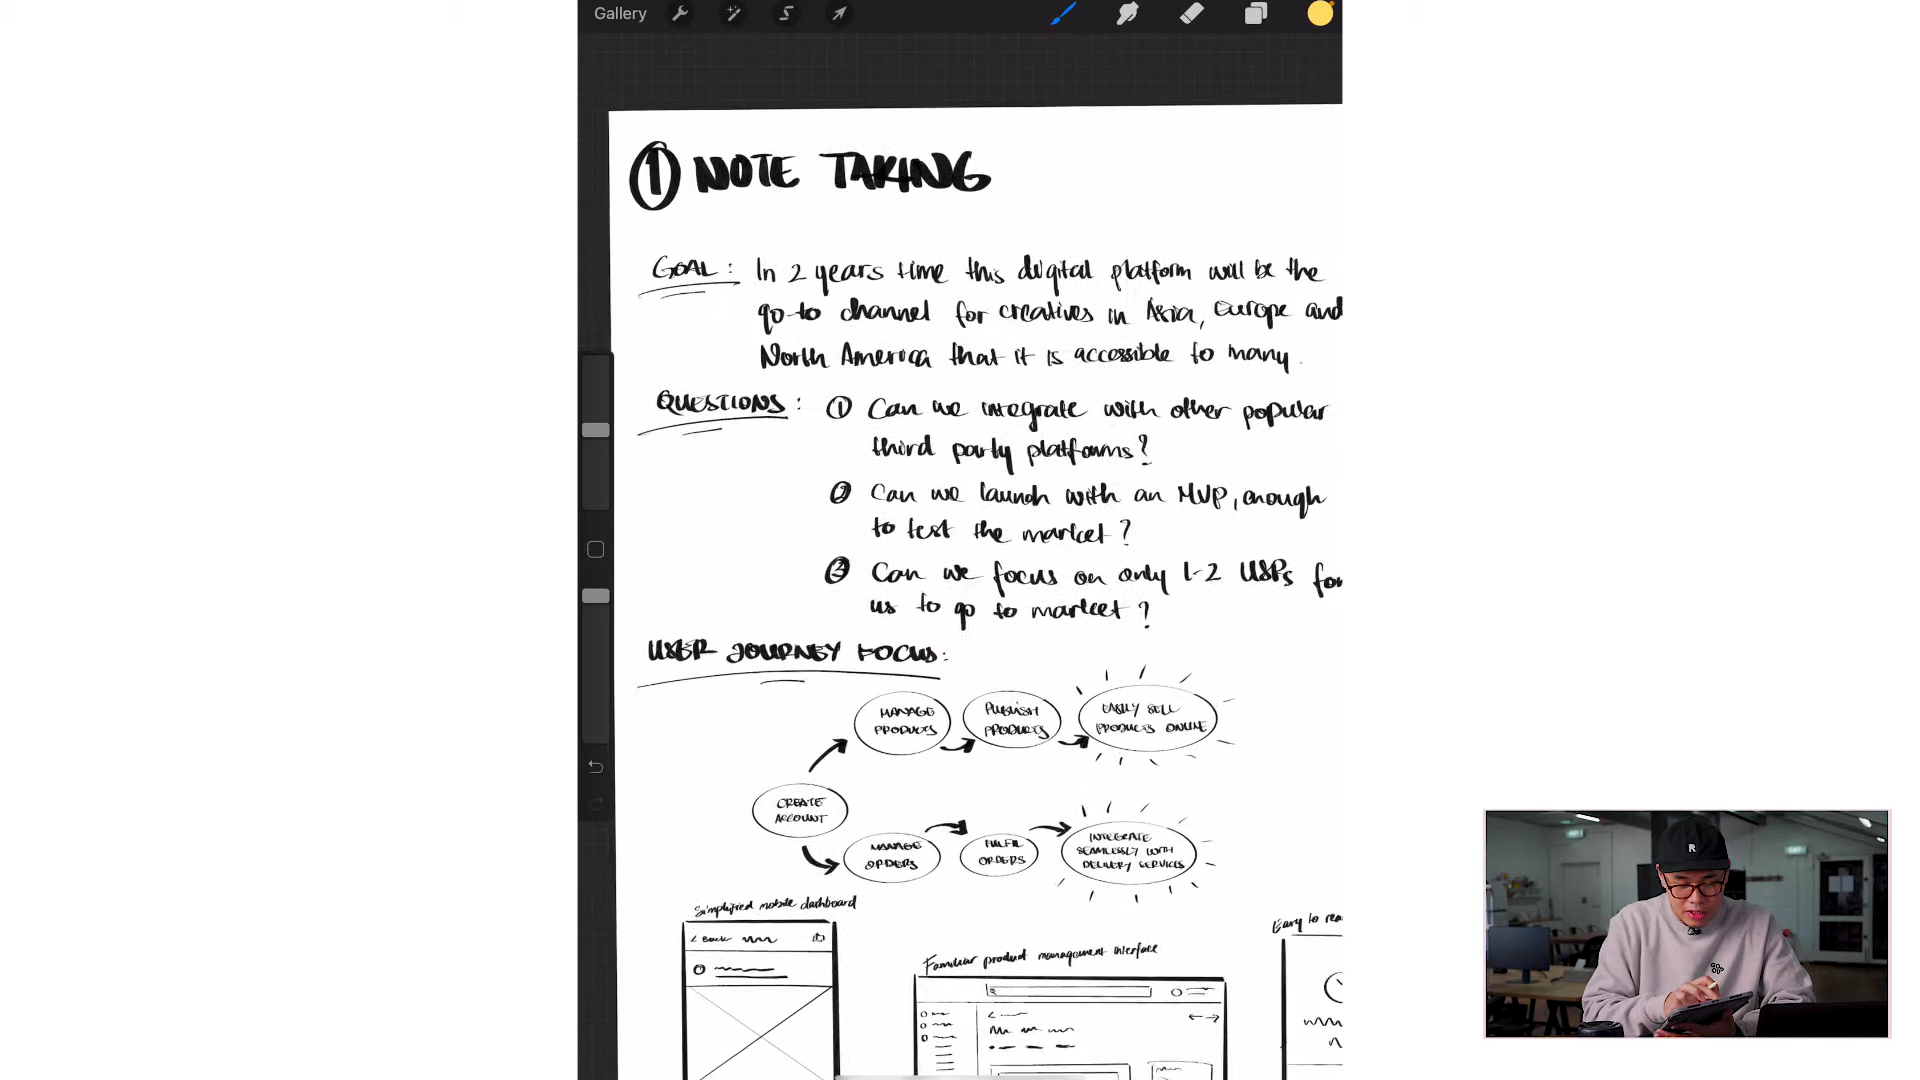 Gallery
① NOTE TAKING
GOAL: In 2 years time this digital platform will be the
go-to channel for creatives in Asia, Europe and
North America that it is accessible to many.
QUESTIONS: ① Can we integrate with other popular
third party platforms?
② Can we launch with an MVP, enough
to test the market?
③ Can we focus on only 1-2 USPs for
us to go to market?
USER JOURNEY FOCUS:
MANAGE
PRODUCTS
PUBLISH
PRODUCTS
EASILY SELL
PRODUCTS ONLINE
CREATE
ACCOUNT
MANAGE
ORDERS
FULFIL
ORDERS
INTEGRATE
SEAMLESSLY WITH
DELIVERY SERVICES
Simplified mobile dashboard
< Back
Familiar product management interface
Easy to rea
R